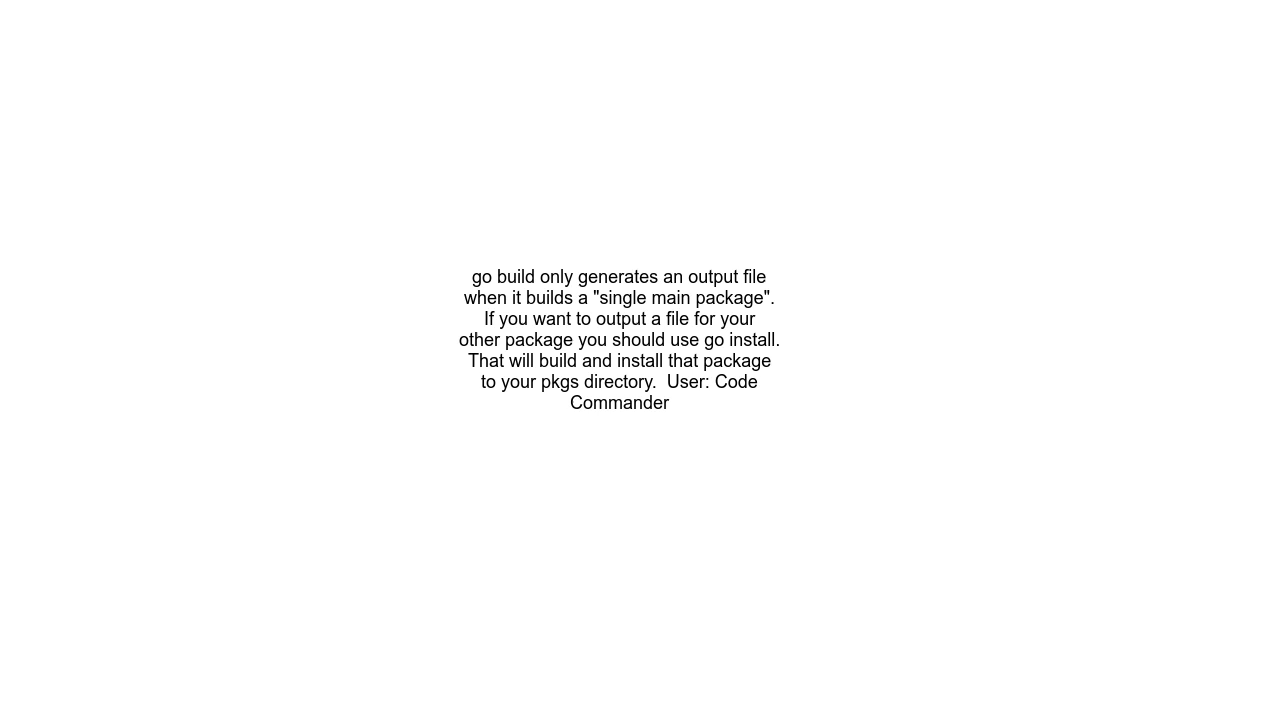 go build only generates an output file
when it builds a "single main package".
If you want to output a file for your
other package you should use go install.
That will build and install that package
to your pkgs directory.  User: Code
Commander